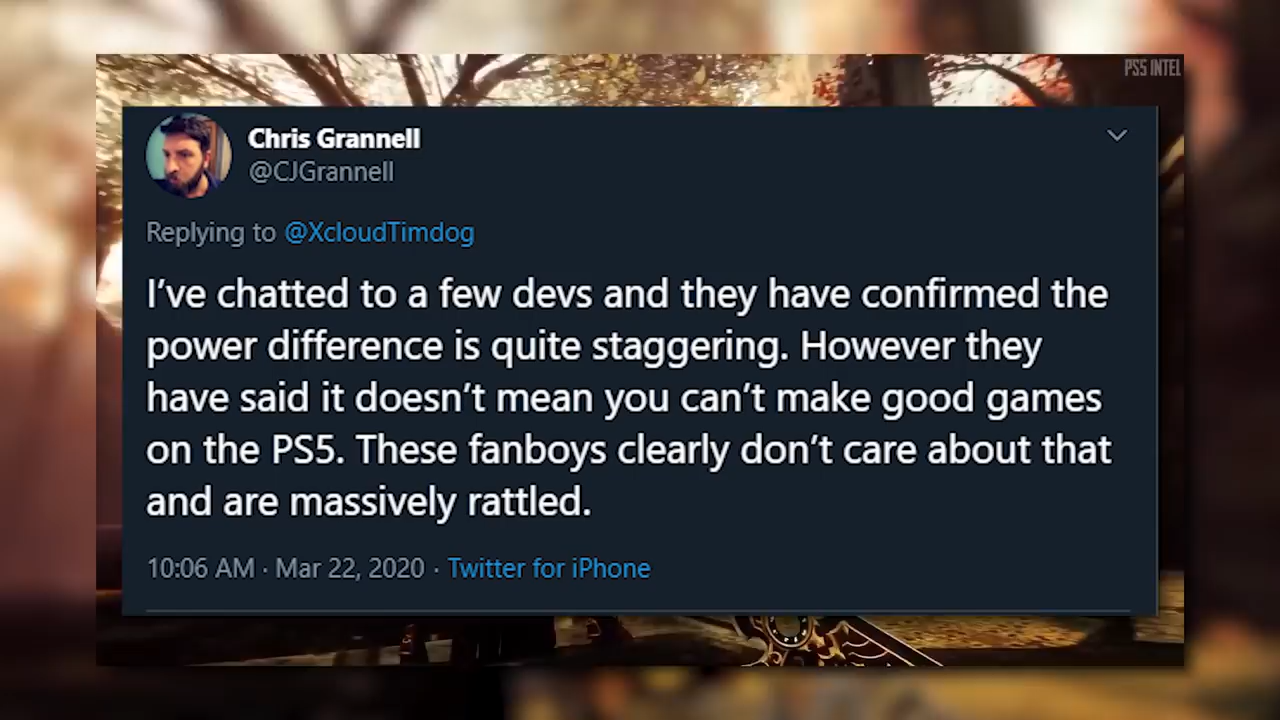 PS5 INTEL
Chris Grannell
@CJGrannell
Replying to @XcloudTimdog
I’ve chatted to a few devs and they have confirmed the
power difference is quite staggering. However they
have said it doesn’t mean you can’t make good games
on the PS5. These fanboys clearly don’t care about that
and are massively rattled.
10:06 AM · Mar 22, 2020 · Twitter for iPhone